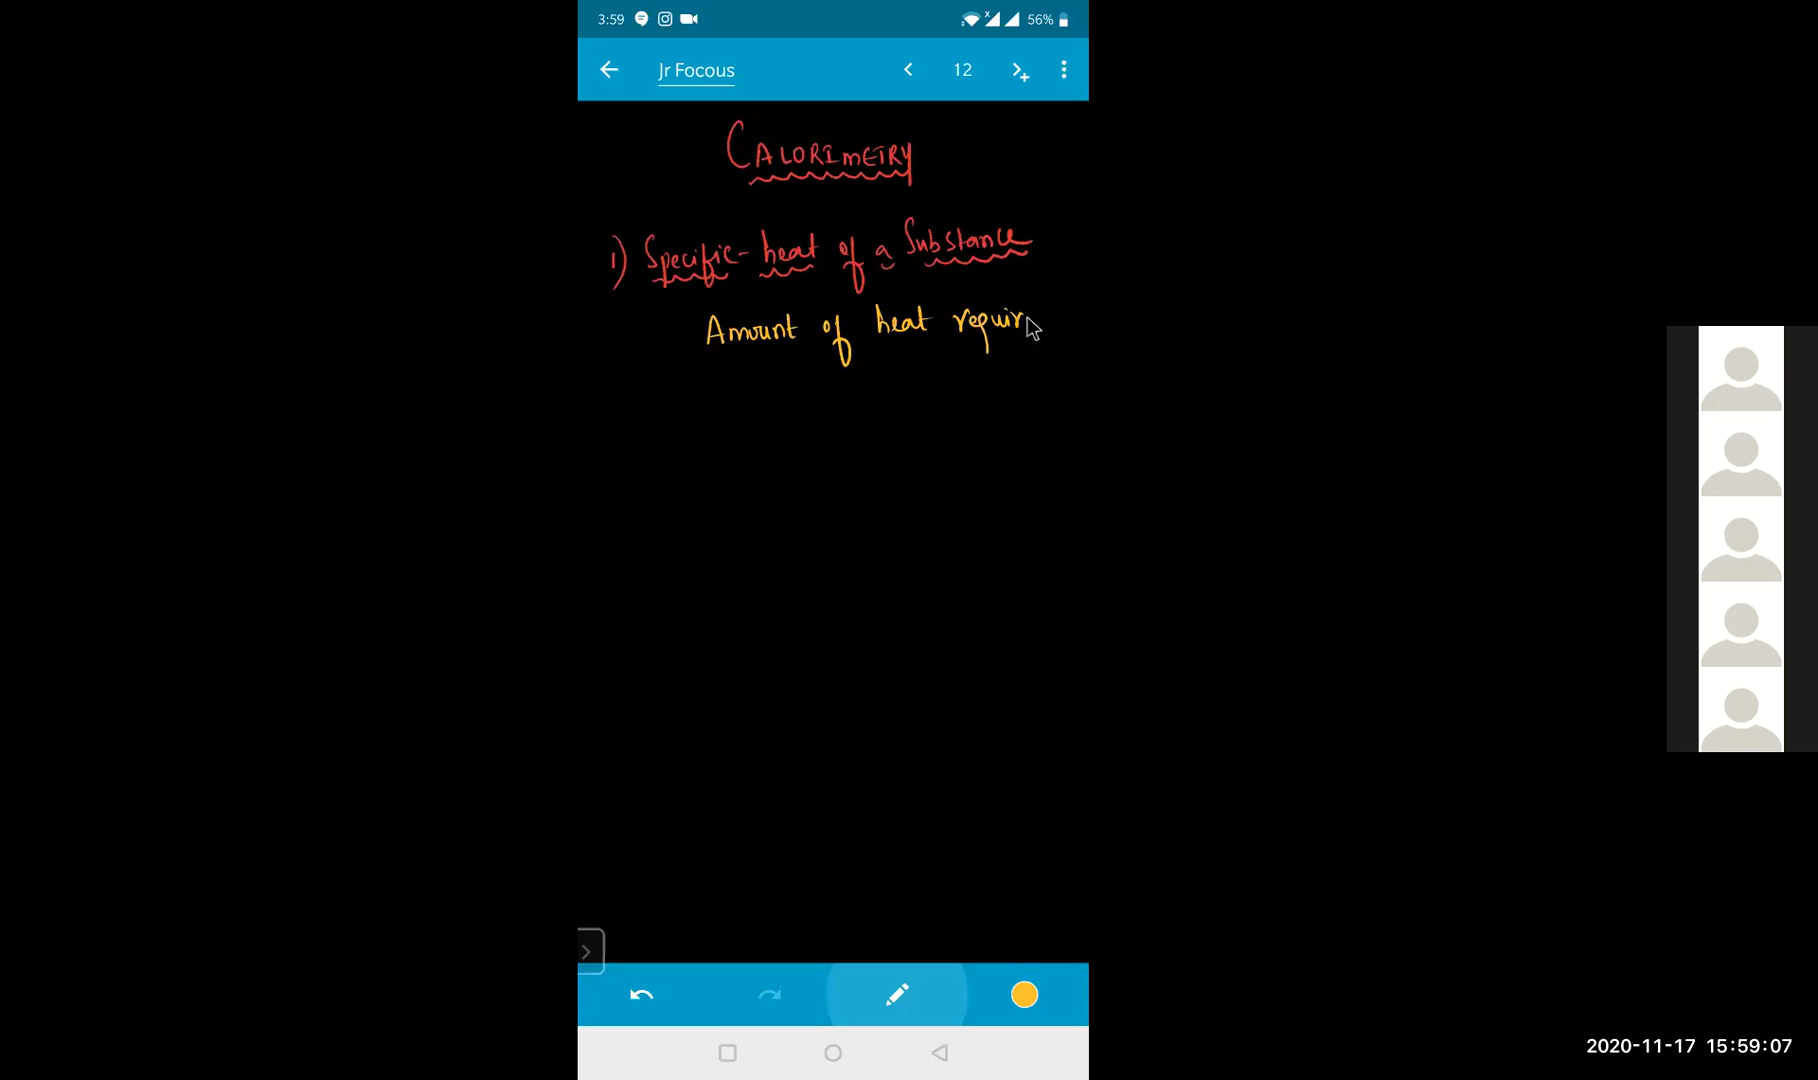 3:59 56%
Jr Focous 12
CALORIMETRY
1) Specific-heat of a Substance
Amount of heat requir
2020-11-17 15:59:07